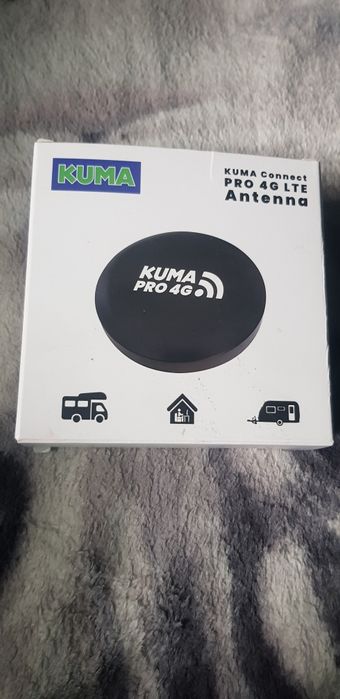 KUMA
KUMA Connect
PRO 4G LTE
Antenna
KUMA
PRO 4G